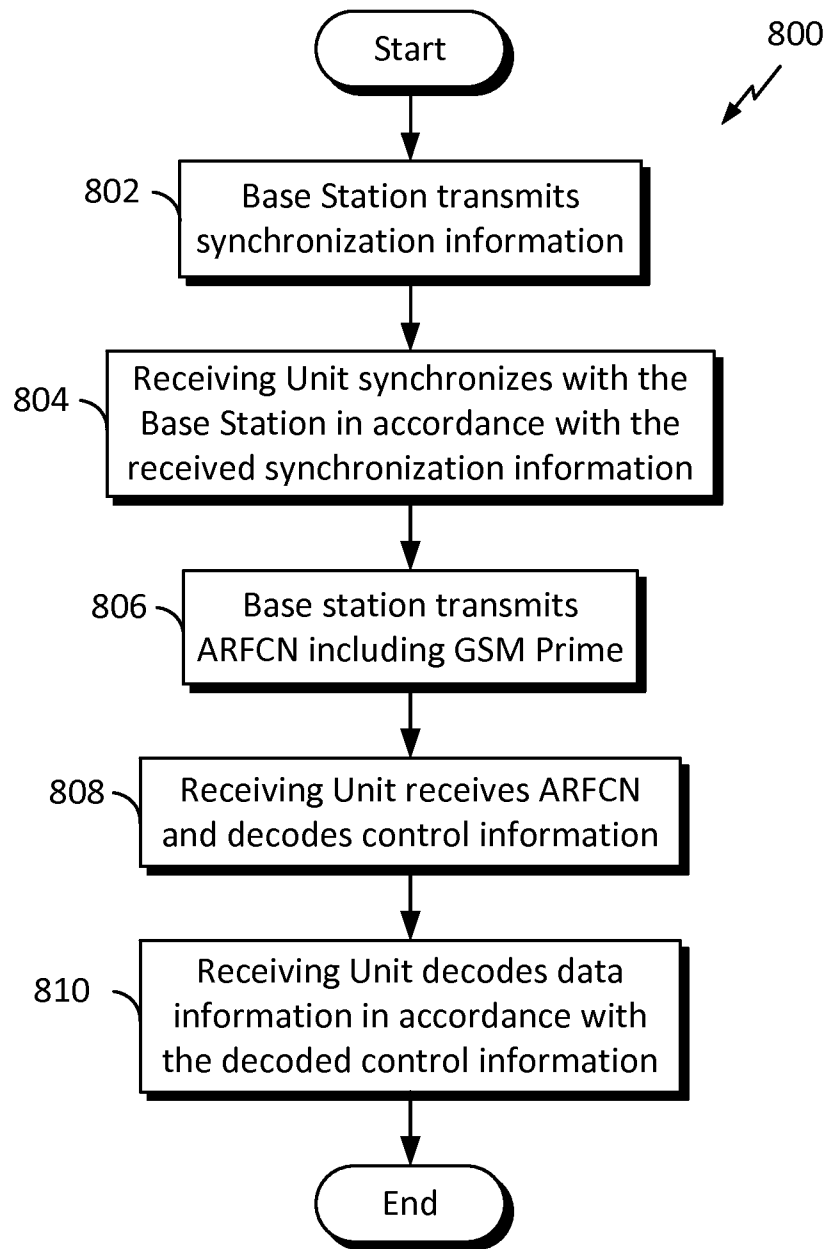 Start
800
802
Base Station transmits
synchronization information
804
Receiving Unit synchronizes with the
Base Station in accordance with the
received synchronization information
806
Base station transmits
ARFCN including GSM Prime
808
Receiving Unit receives ARFCN
and decodes control information
810
Receiving Unit decodes data
information in accordance with
the decoded control information
End